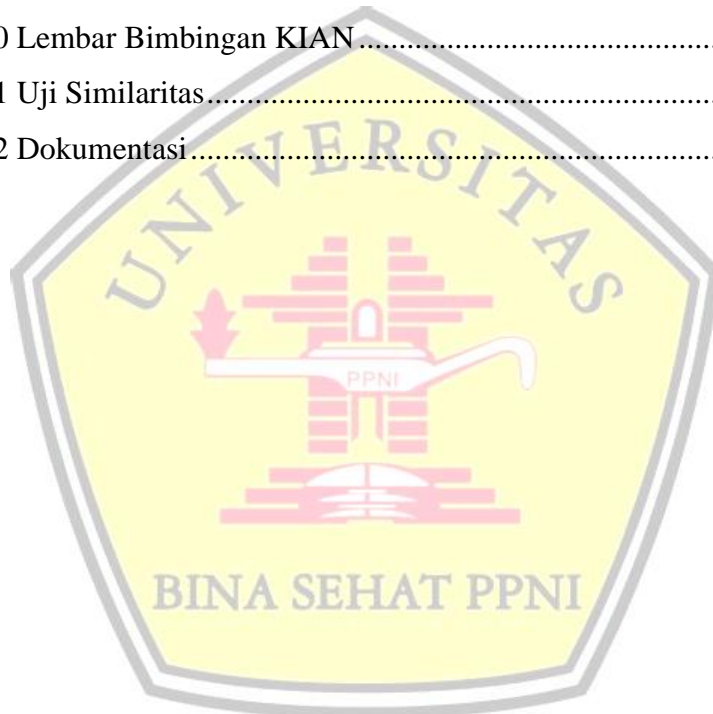 0 Lembar Bimbingan KIAN................................................
1 Uji Similaritas................................................................
2 Dokumentasi..................................................................
UNIVERSITAS
PPNI
BINA SEHAT PPNI